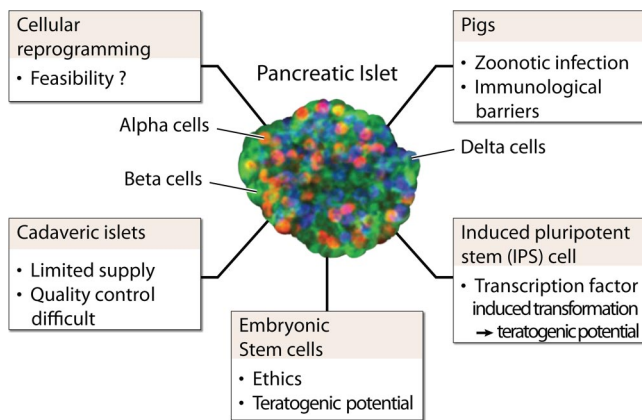 Cellular
reprogramming
• Feasibility ?
Pancreatic Islet
Pigs
• Zoonotic infection
• Immunological
barriers
Alpha cells
Beta cells
Delta cells
Cadaveric islets
• Limited supply
• Quality control
difficult
Embryonic
Stem cells
• Ethics
• Teratogenic potential
Induced pluripotent
stem (IPS) cell
• Transcription factor
induced transformation
→ teratogenic potential